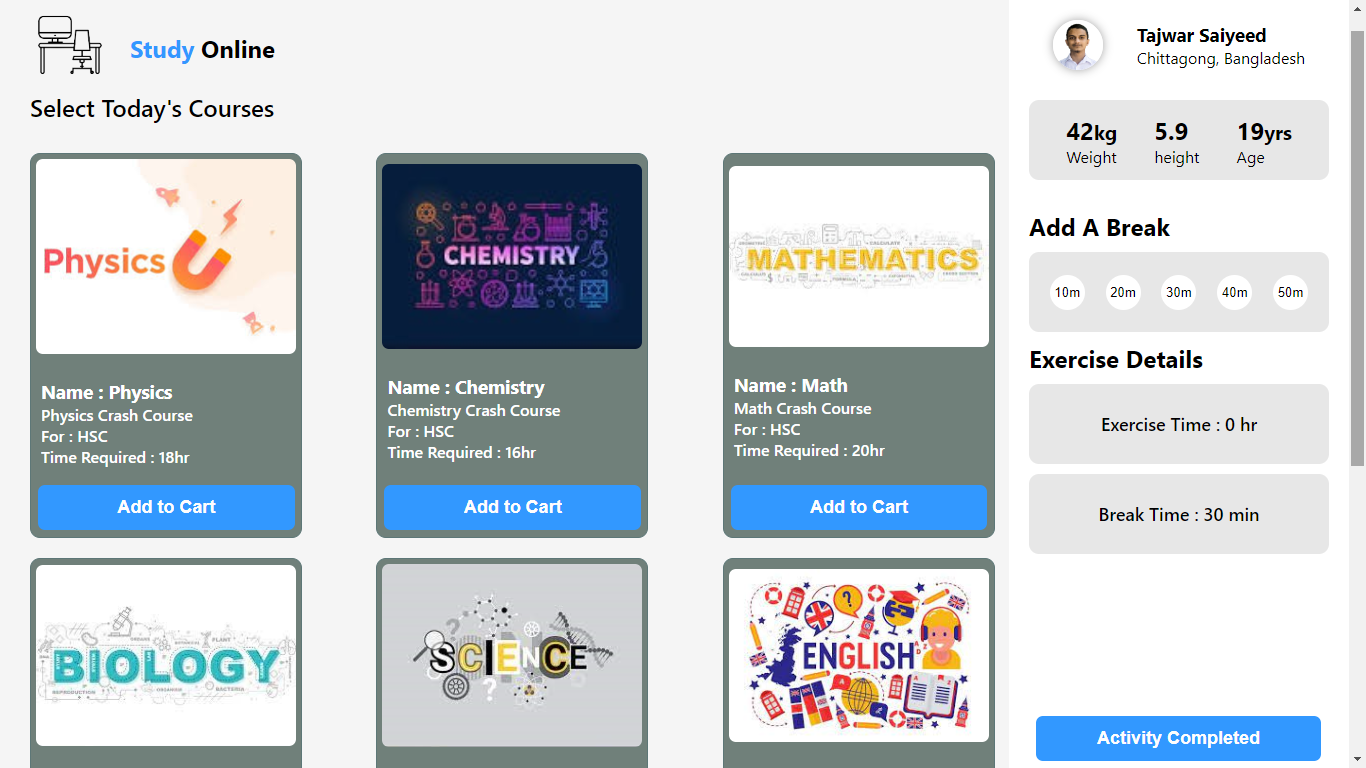 Study Online
Select Today's Courses
Physics
Name : Physics
Physics Crash Course
For : HSC
Time Required : 18hr
Add to Cart
CHEMISTRY
Name : Chemistry
Chemistry Crash Course
For : HSC
Time Required : 16hr
Add to Cart
MATHEMATICS
Name : Math
Math Crash Course
For : HSC
Time Required : 20hr
Add to Cart
PLANT
BIOLOGY
REPRODUCTION
BACTERIA
SCIENCE
ENGLISH
Tajwar Saiyeed
Chittagong, Bangladesh
42kg
Weight
5.9
height
19yrs
Age
Add A Break
10m 20m 30m 40m 50m
Exercise Details
Exercise Time : 0 hr
Break Time : 30 min
Activity Completed